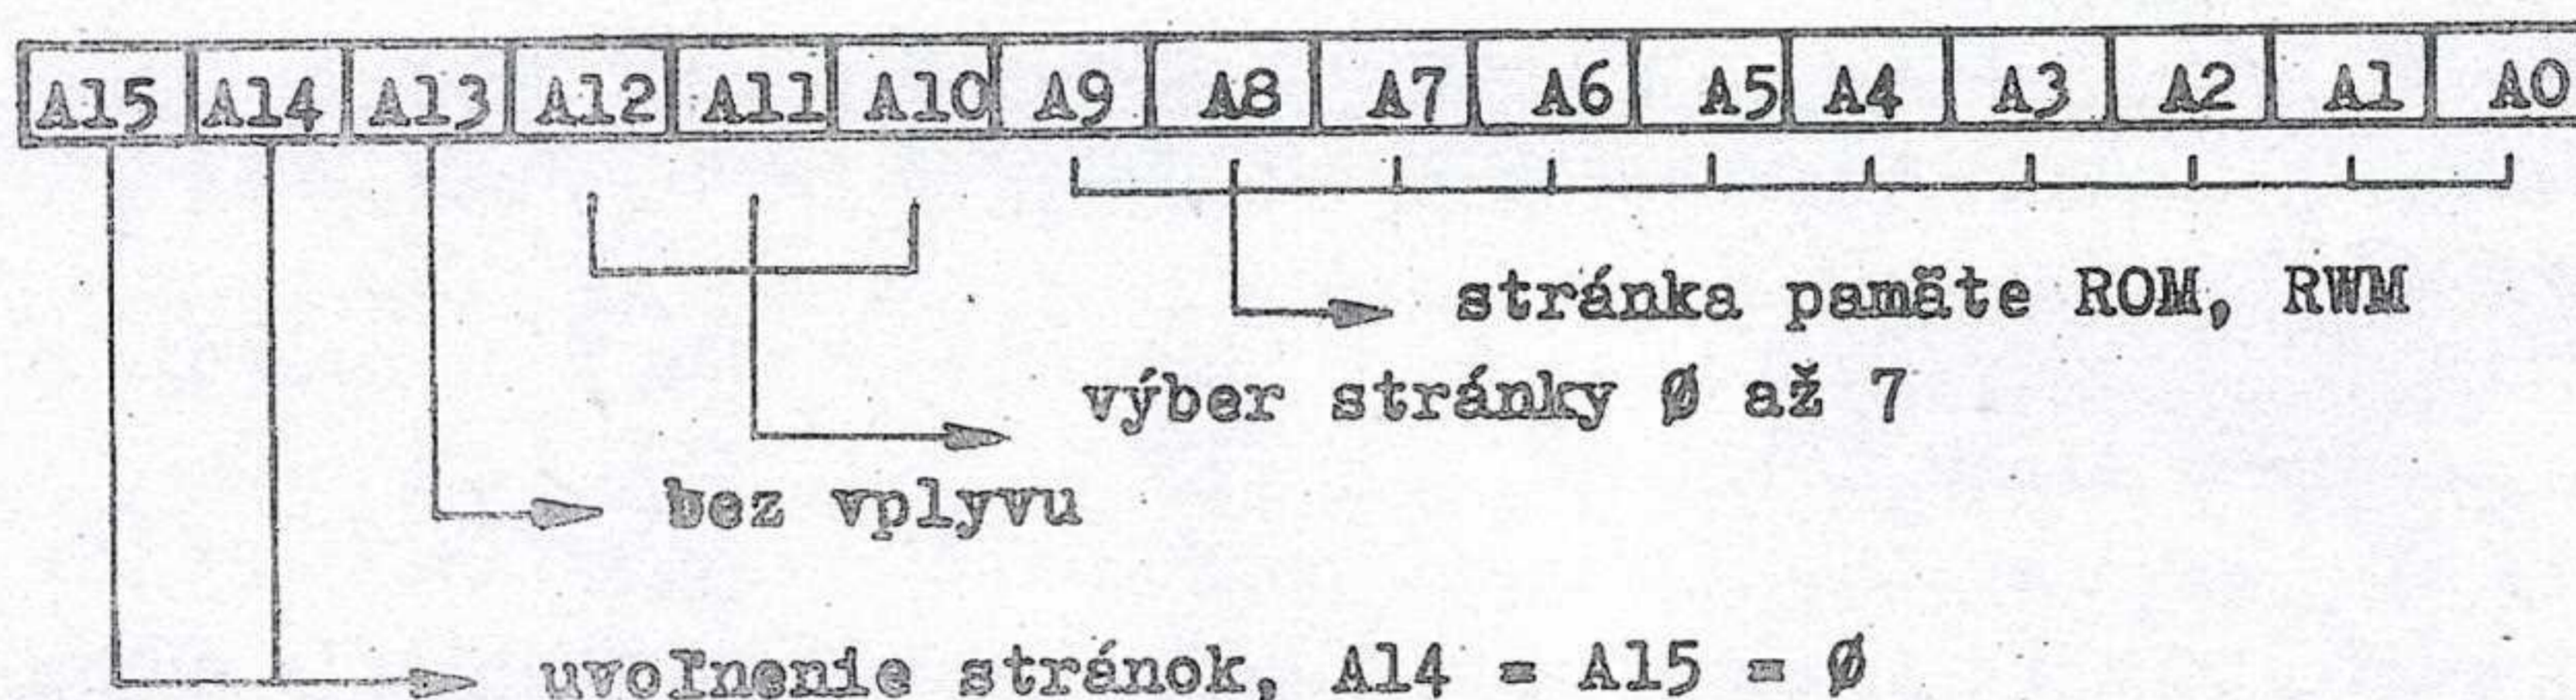 A15 A14 A13 A12 A11 A10 A9 A8 A7 A6 A5 A4 A3 A2 A1 A0
stránka pamäte ROM, RWM
výber stránky Ø až 7
bez vplyvu
uvoľnenie stránok, A14 = A15 = Ø